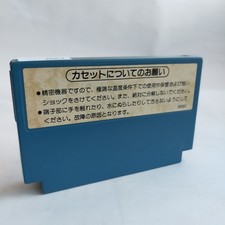 カセットについてのお願い
●精密機器ですので、極端な温度条件下での使用や保管および強い
ショックをさけてください。また、絶対に分解しないでください。
●端子部に手を触れたり、水にぬらしたりして汚さないようにして
ください。故障の原因となります。